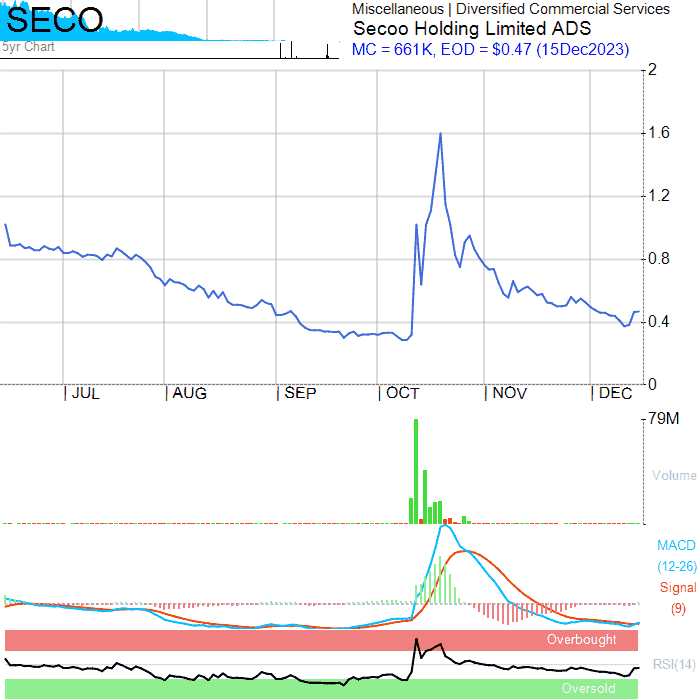 SECO
5yr Chart
Miscellaneous | Diversified Commercial Services
Secoo Holding Limited ADS
MC = 661K, EOD = $0.47 (15Dec2023)
2
1.6
1.2
0.8
0.4
0
JUL AUG SEP OCT NOV DEC
79M
Volume
MACD
(12-26)
Signal
(9)
Overbought
RSI(14)
Oversold